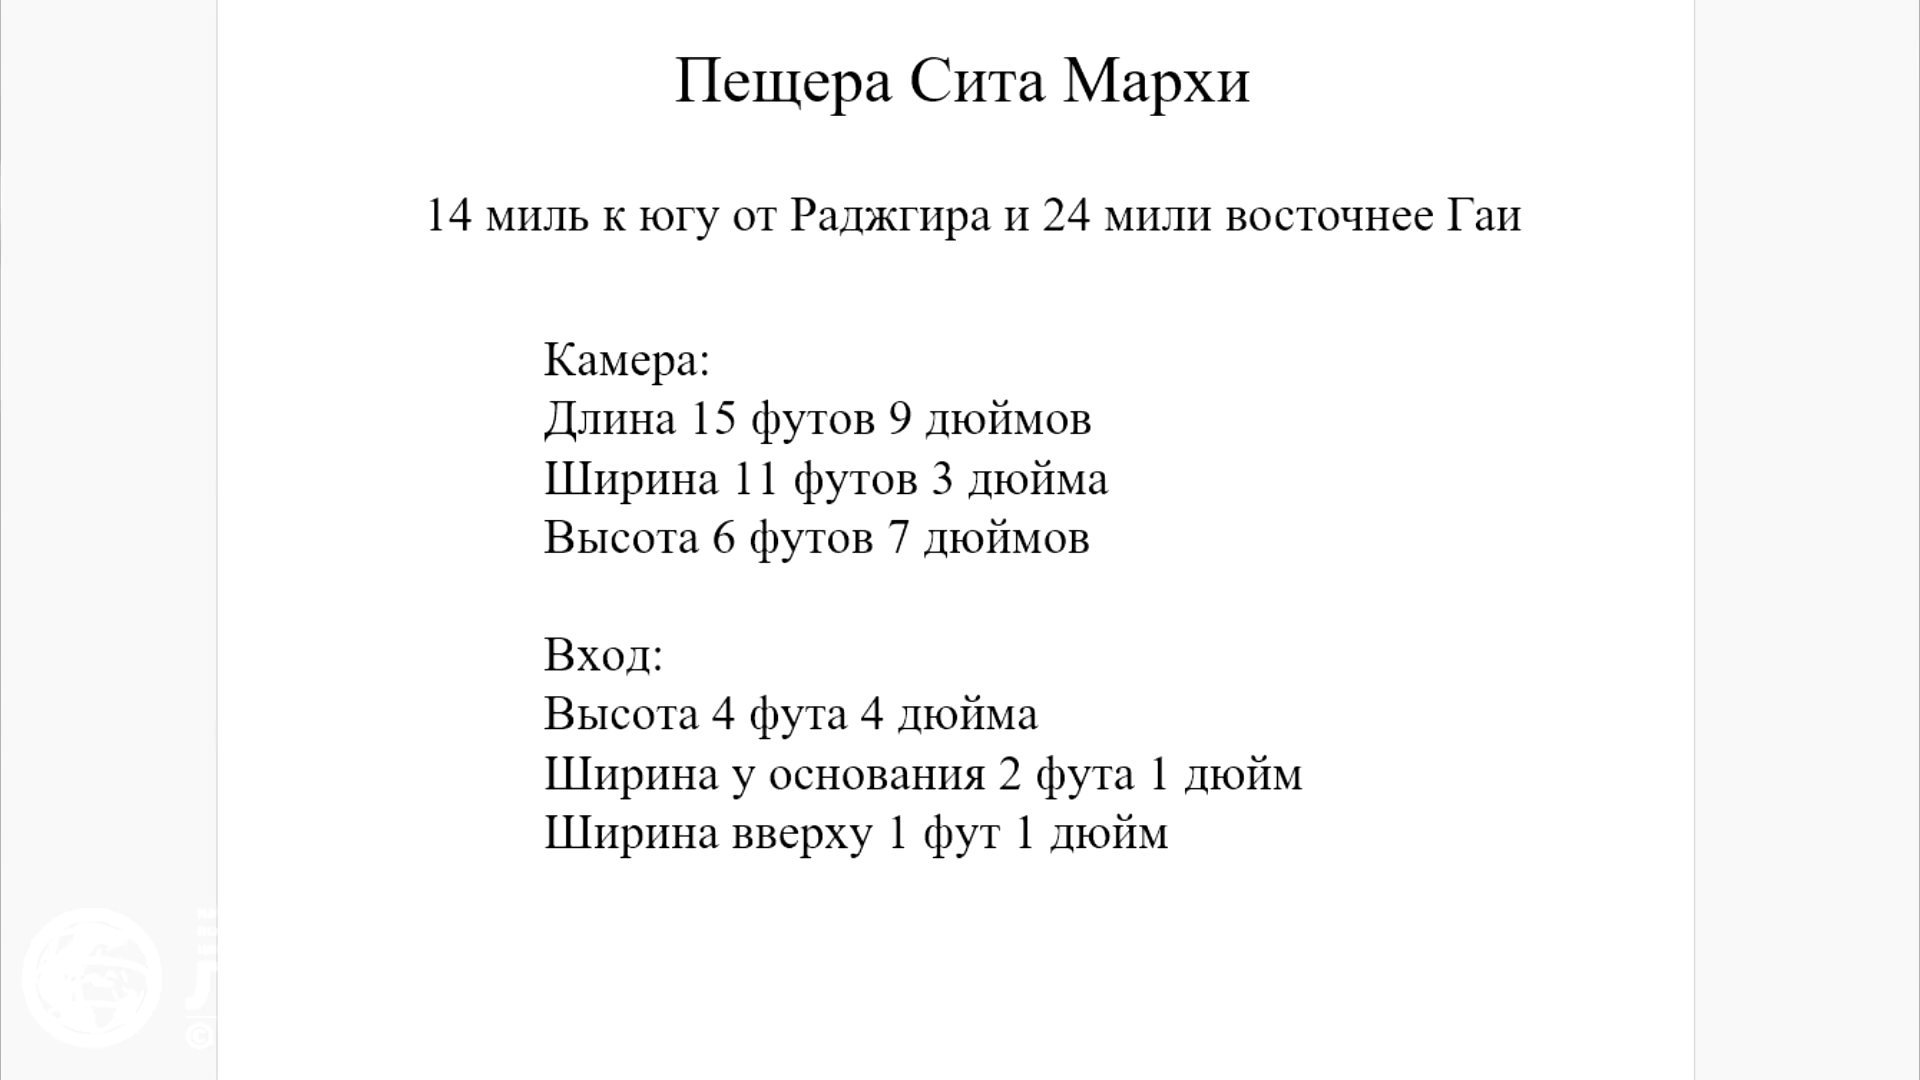 Пещера Сита Мархи
14 миль к югу от Раджгира и 24 мили восточнее Гаи
Камера:
Длина 15 футов 9 дюймов
Ширина 11 футов 3 дюйма
Высота 6 футов 7 дюймов
Вход:
Высота 4 фута 4 дюйма
Ширина у основания 2 фута 1 дюйм
Ширина вверху 1 фут 1 дюйм